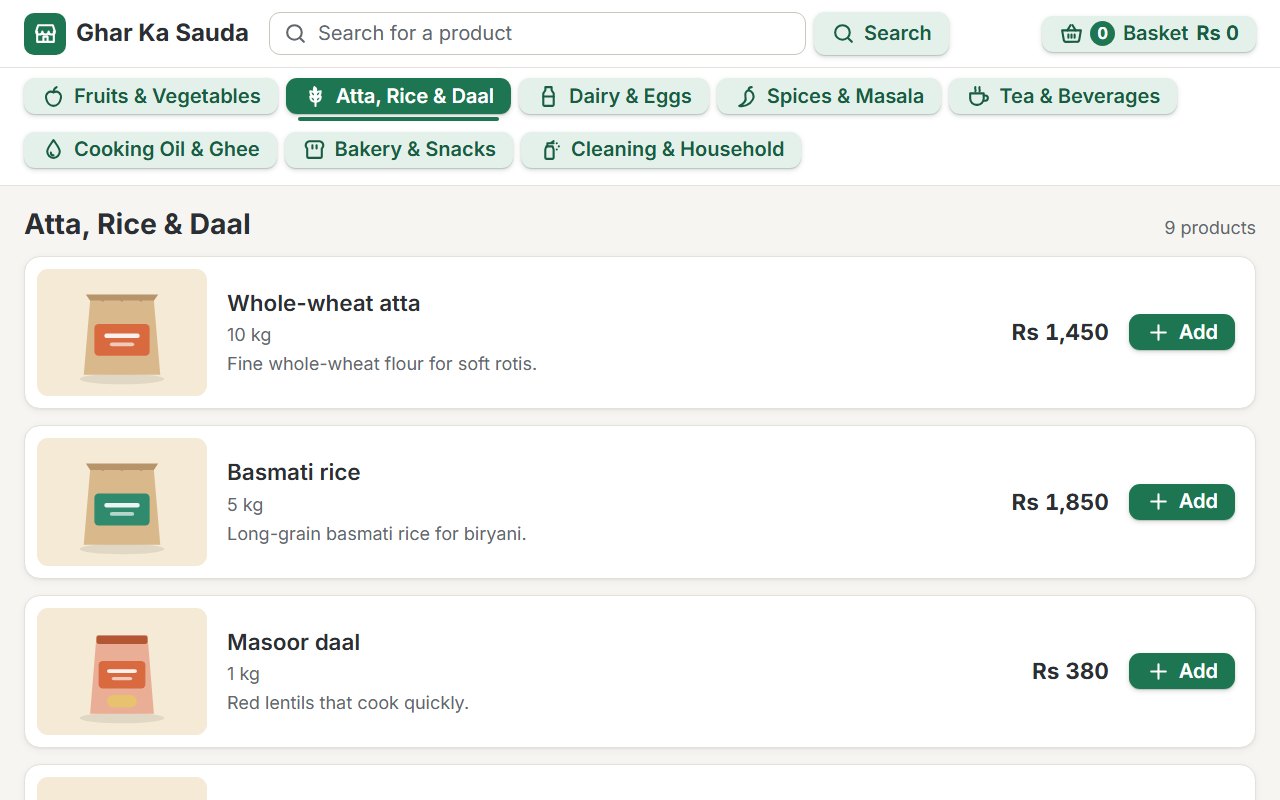 Ghar Ka Sauda
Search for a product
Search
0 Basket Rs 0
Fruits & Vegetables
Atta, Rice & Daal
Dairy & Eggs
Spices & Masala
Tea & Beverages
Cooking Oil & Ghee
Bakery & Snacks
Cleaning & Household
Atta, Rice & Daal
9 products
Whole-wheat atta
10 kg
Fine whole-wheat flour for soft rotis.
Rs 1,450
Add
Basmati rice
5 kg
Long-grain basmati rice for biryani.
Rs 1,850
Add
Masoor daal
1 kg
Red lentils that cook quickly.
Rs 380
Add